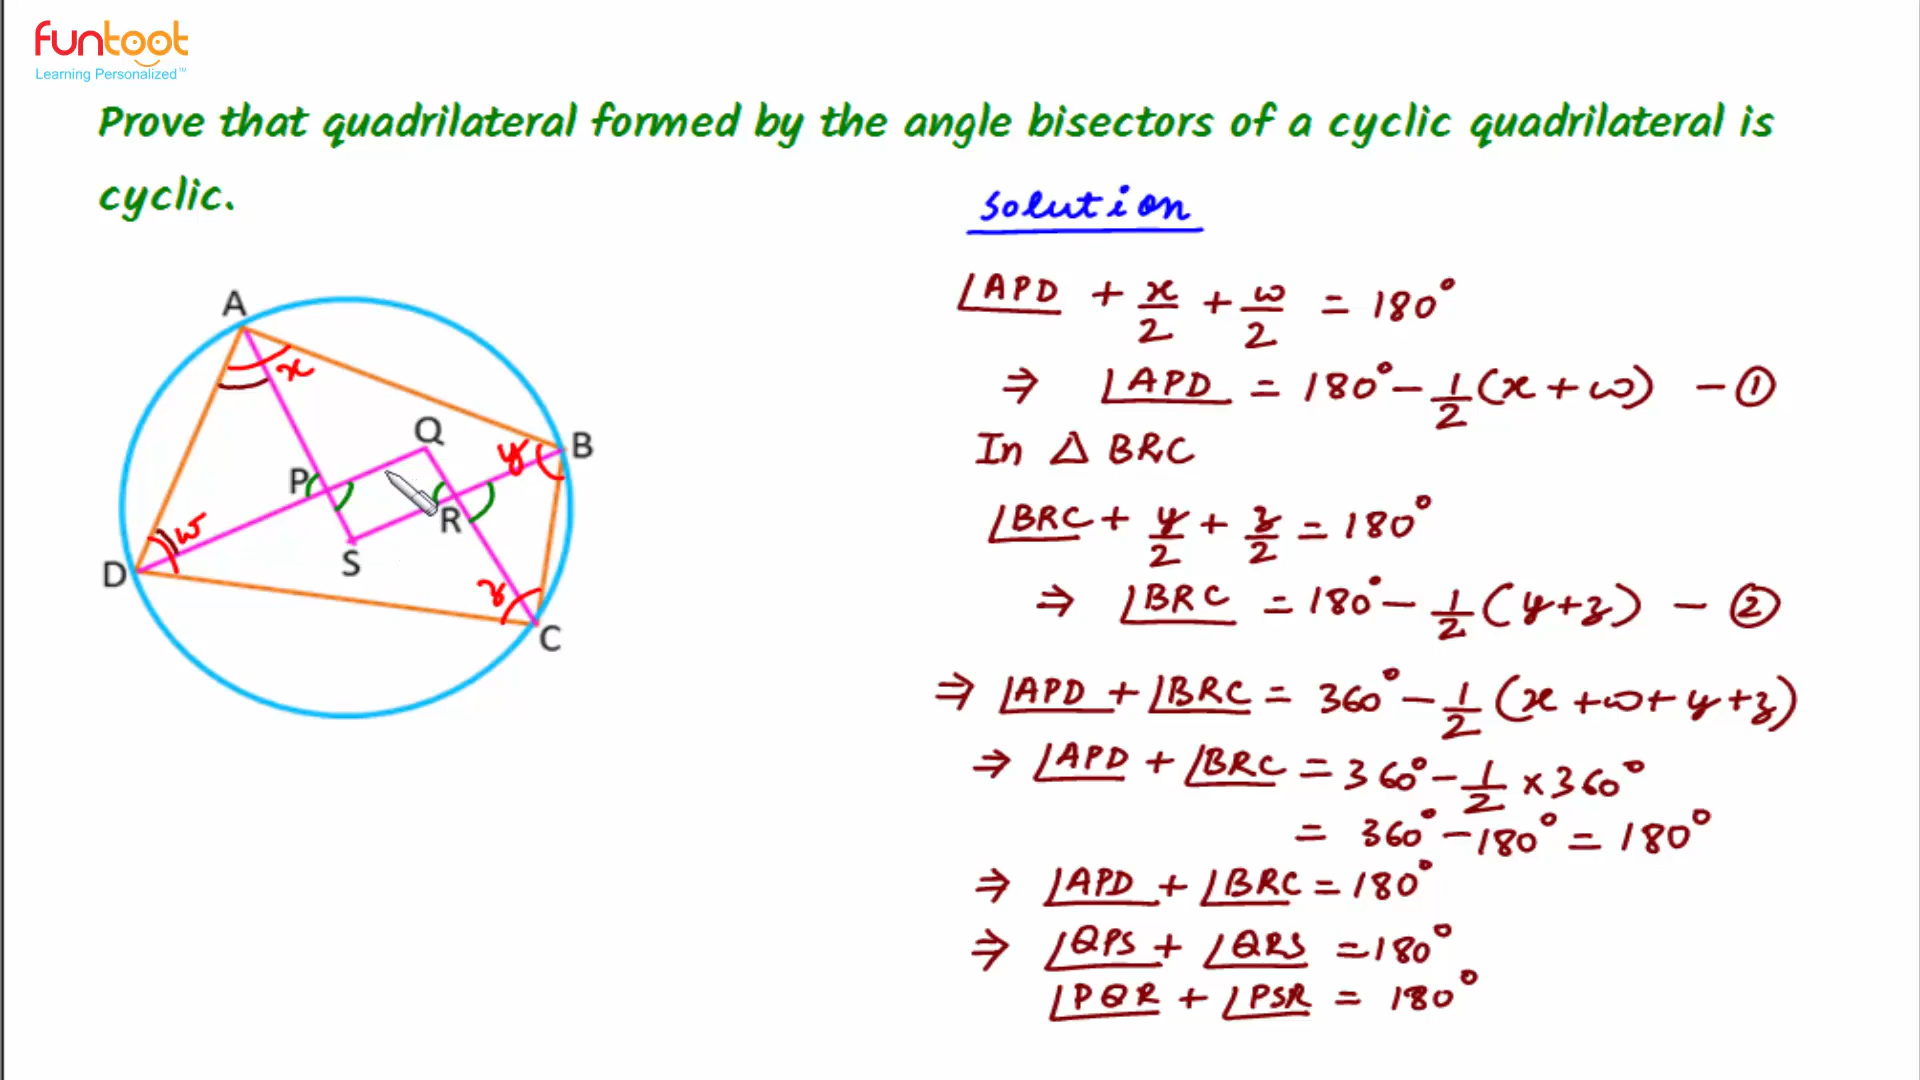 funtoot
Learning Personalized™
Prove that quadrilateral formed by the angle bisectors of a cyclic quadrilateral is
cyclic.
Solution
A
x
Q
B
y
P
R
w
S
D
z
C
∠APD + x/2 + w/2 = 180°
⇒ ∠APD = 180° - 1/2 (x + w) - ①
In △ BRC
∠BRC + y/2 + z/2 = 180°
⇒ ∠BRC = 180° - 1/2 (y+z) - ②
⇒ ∠APD + ∠BRC = 360° - 1/2 (x + w + y + z)
⇒ ∠APD + ∠BRC = 360° - 1/2 × 360°
= 360° - 180° = 180°
⇒ ∠APD + ∠BRC = 180°
⇒ ∠QPS + ∠QRS = 180°
∠PQR + ∠PSR = 180°